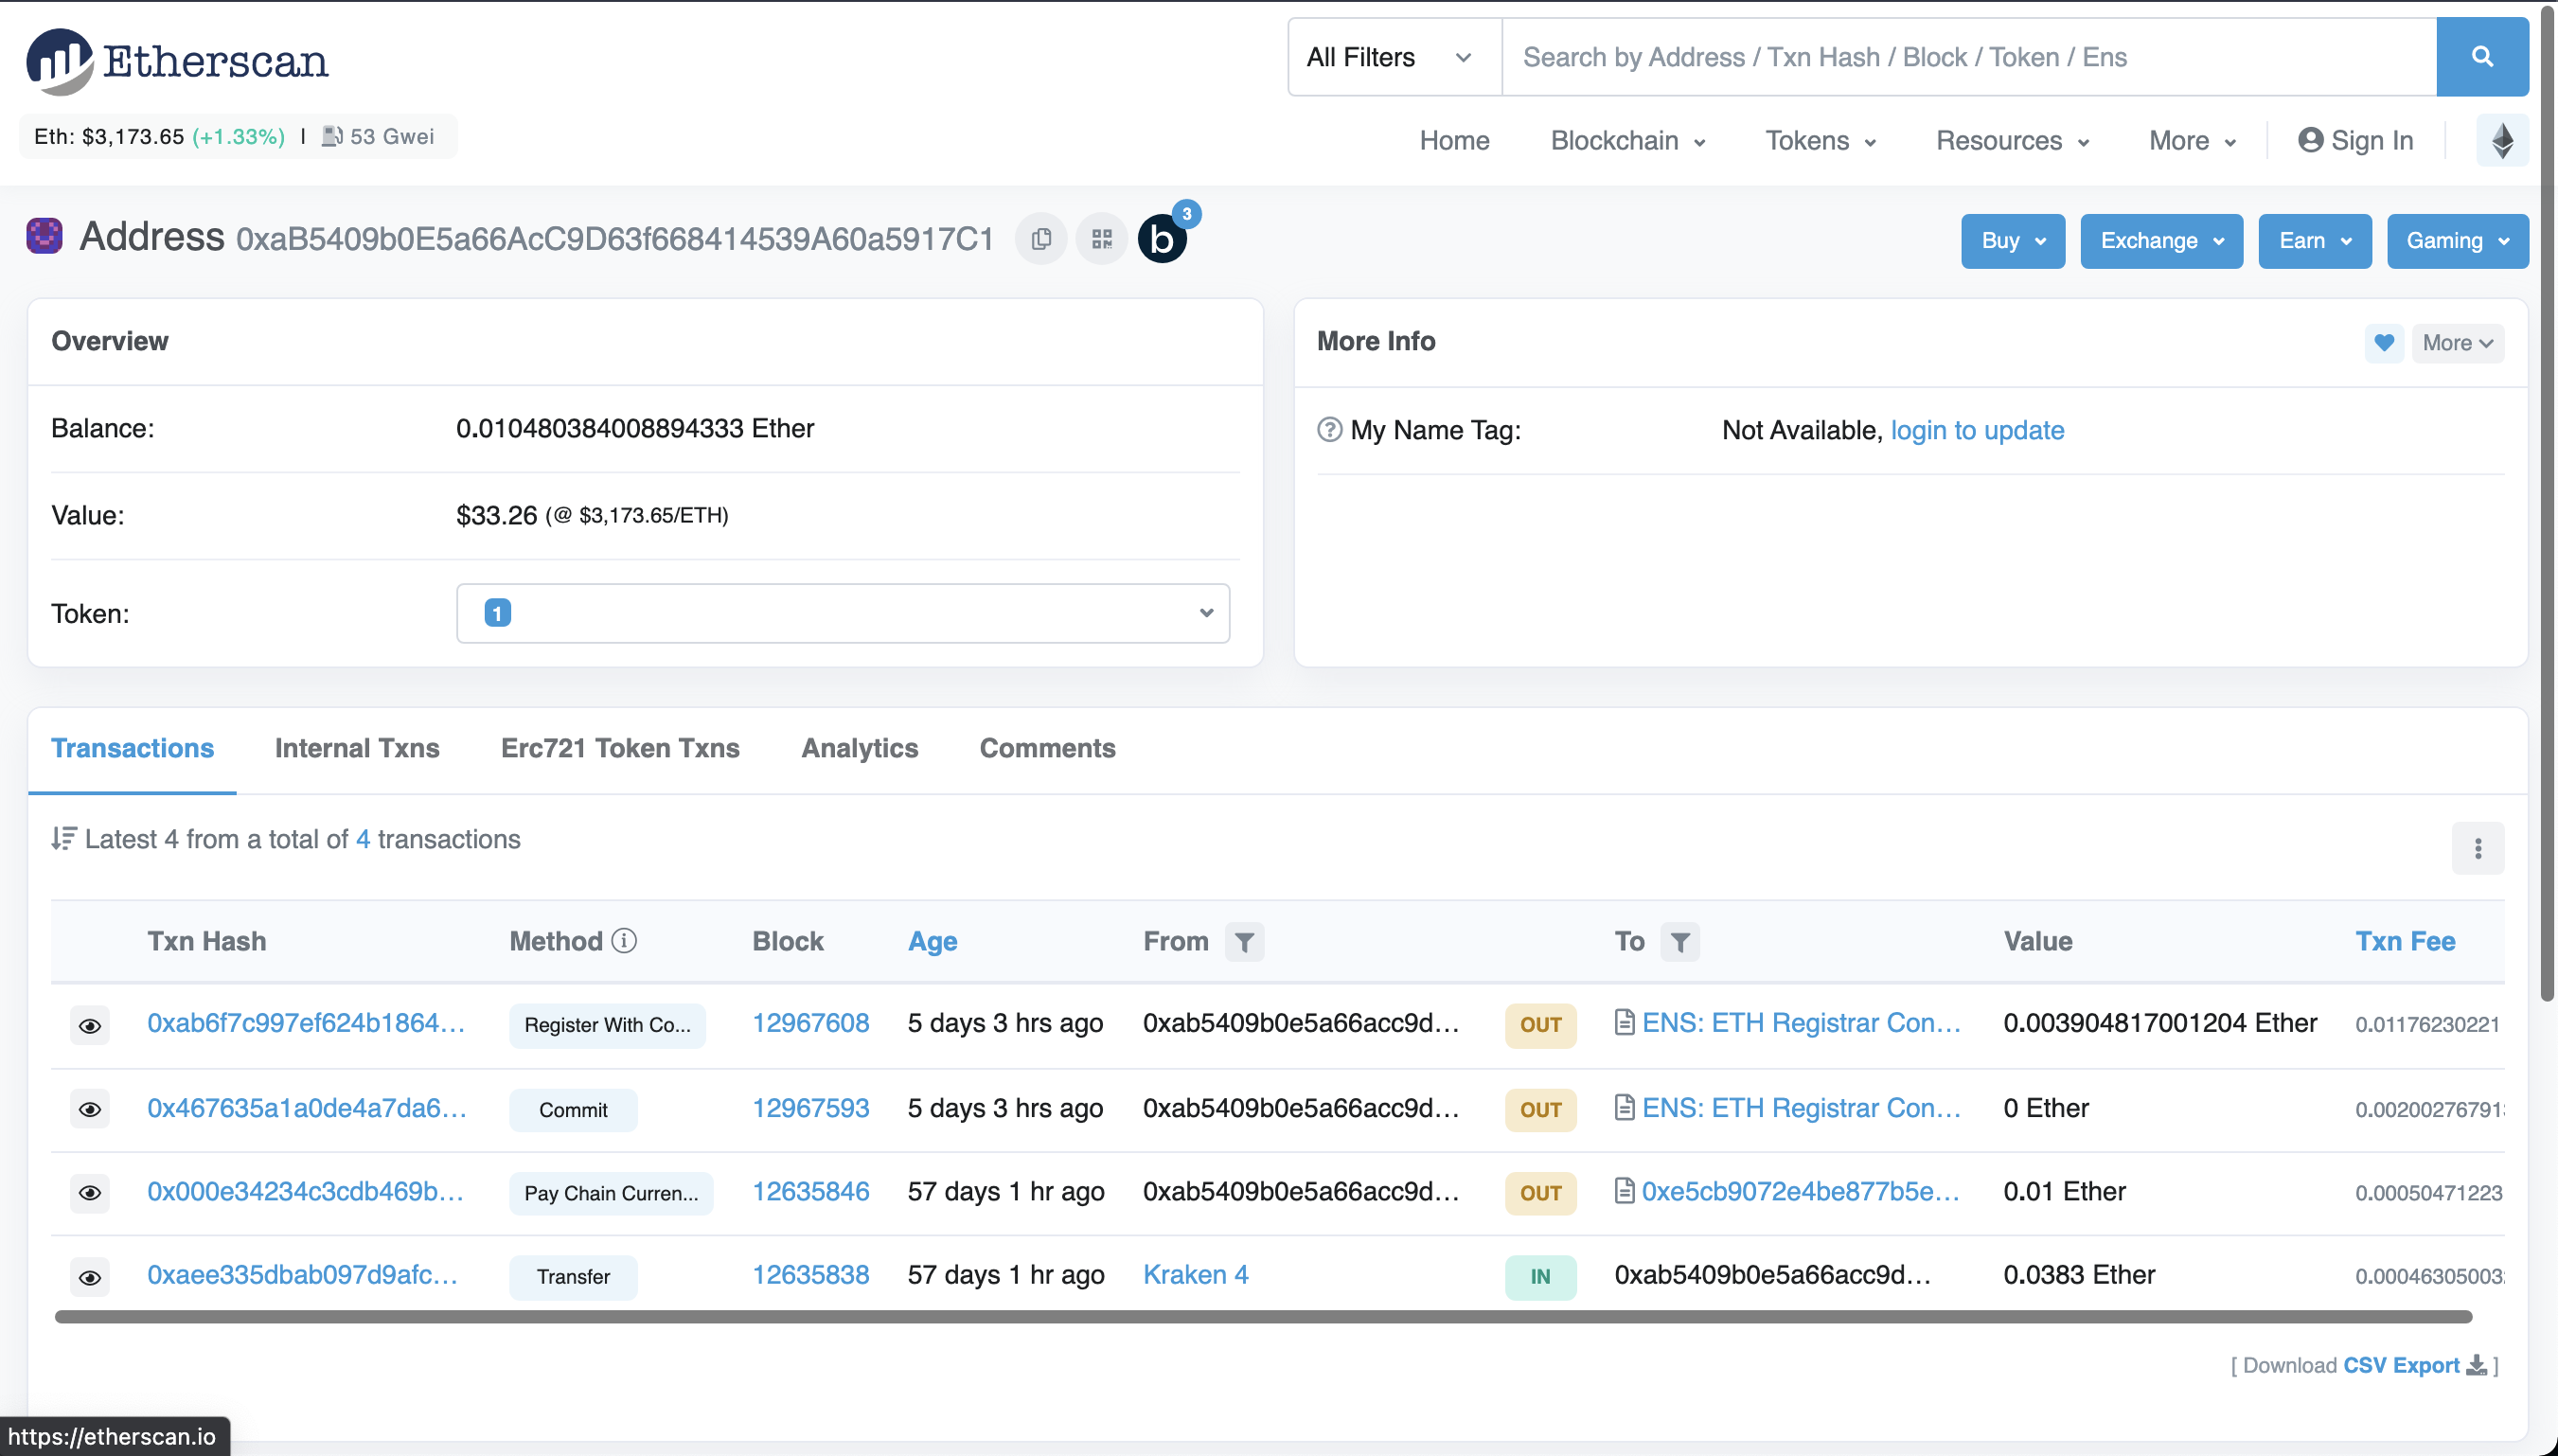 Etherscan
All Filters
Search by Address / Txn Hash / Block / Token / Ens
Eth: $3,173.65 (+1.33%) | 53 Gwei
Home Blockchain Tokens Resources More Sign In
Address 0xaB5409b0E5a66AcC9D63f668414539A60a5917C1
b 3
Buy Exchange Earn Gaming
Overview
Balance: 0.010480384008894333 Ether
Value: $33.26 (@ $3,173.65/ETH)
Token: 1
More Info
More
My Name Tag: Not Available, login to update
Transactions Internal Txns Erc721 Token Txns Analytics Comments
Latest 4 from a total of 4 transactions
Txn Hash Method Block Age From To Value Txn Fee
0xab6f7c997ef624b1864... Register With Co... 12967608 5 days 3 hrs ago 0xab5409b0e5a66acc9d... OUT ENS: ETH Registrar Con... 0.003904817001204 Ether 0.01176230221
0x467635a1a0de4a7da6... Commit 12967593 5 days 3 hrs ago 0xab5409b0e5a66acc9d... OUT ENS: ETH Registrar Con... 0 Ether 0.00200276791
0x000e34234c3cdb469b... Pay Chain Curren... 12635846 57 days 1 hr ago 0xab5409b0e5a66acc9d... OUT 0xe5cb9072e4be877b5e... 0.01 Ether 0.00050471223
0xaee335dbab097d9afc... Transfer 12635838 57 days 1 hr ago Kraken 4 IN 0xab5409b0e5a66acc9d... 0.0383 Ether 0.00046305003
[ Download CSV Export ]
https://etherscan.io